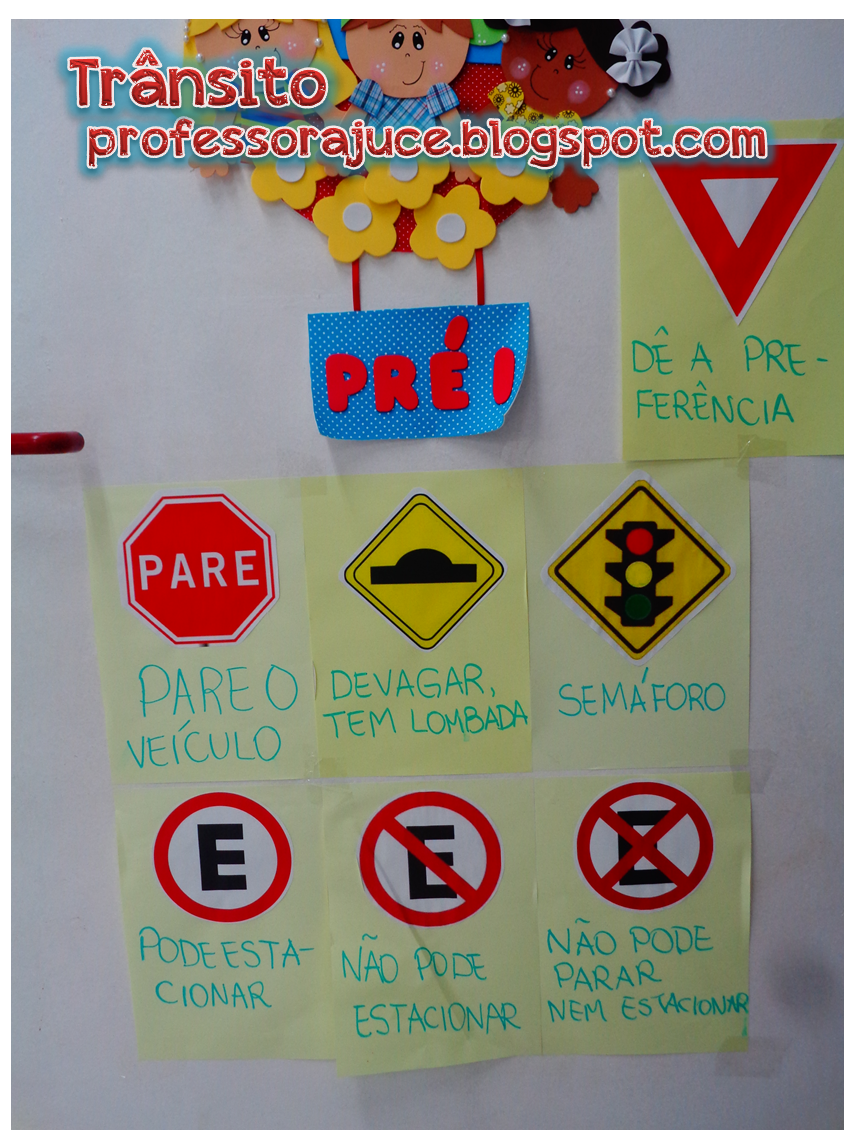 Trânsito
professorajuce.blogspot.com
PRÉ I
DÊ A PRE-
FERÊNCIA
PARE
PARE O
VEÍCULO
DEVAGAR,
TEM LOMBADA
SEMÁFORO
E
PODE ESTA-
CIONAR
E
NÃO PODE
ESTACIONAR
E
NÃO PODE
PARAR
NEM ESTACIONAR